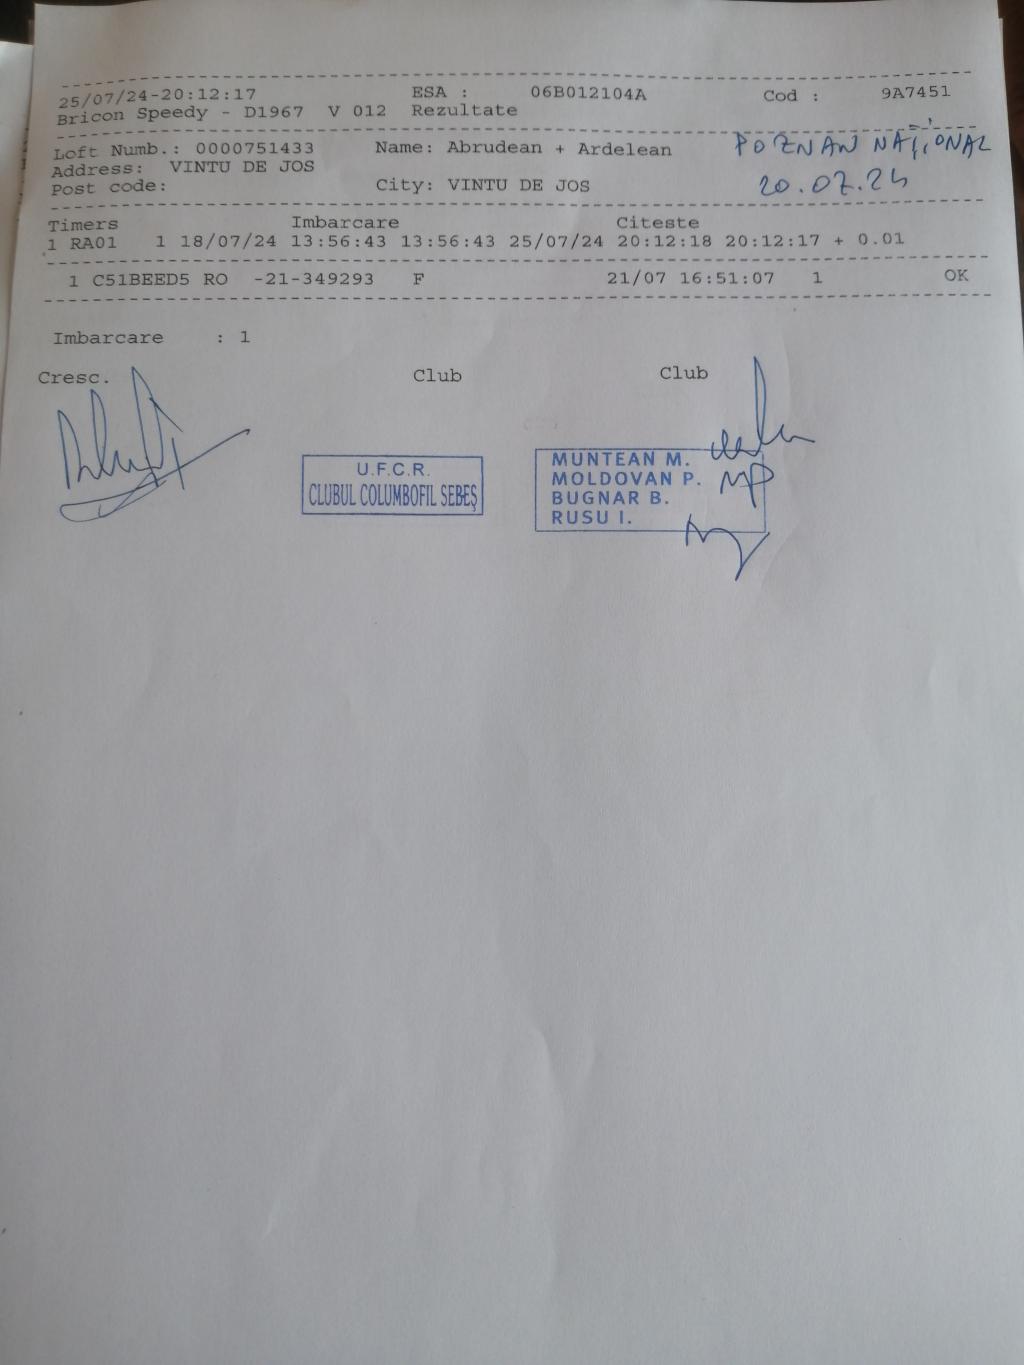 25/07/24-20:12:17 ESA : 06B012104A Cod : 9A7451
Bricon Speedy - D1967 V 012 Rezultate
Loft Numb.: 0000751433 Name: Abrudean + Ardelean
POZNAN NAȚIONAL
Address: VINTU DE JOS
Post code: City: VINTU DE JOS
20.07.24
Timers Imbarcare Citeste
1 RA01 1 18/07/24 13:56:43 13:56:43 25/07/24 20:12:18 20:12:17 + 0.01
1 C51BEED5 RO -21-349293 F 21/07 16:51:07 1 OK
Imbarcare : 1
Cresc. Club Club
U.F.C.R.
CLUBUL COLUMBOFIL SEBEȘ
MUNTEAN M.
MOLDOVAN P. MP
BUGNAR B.
RUSU I.